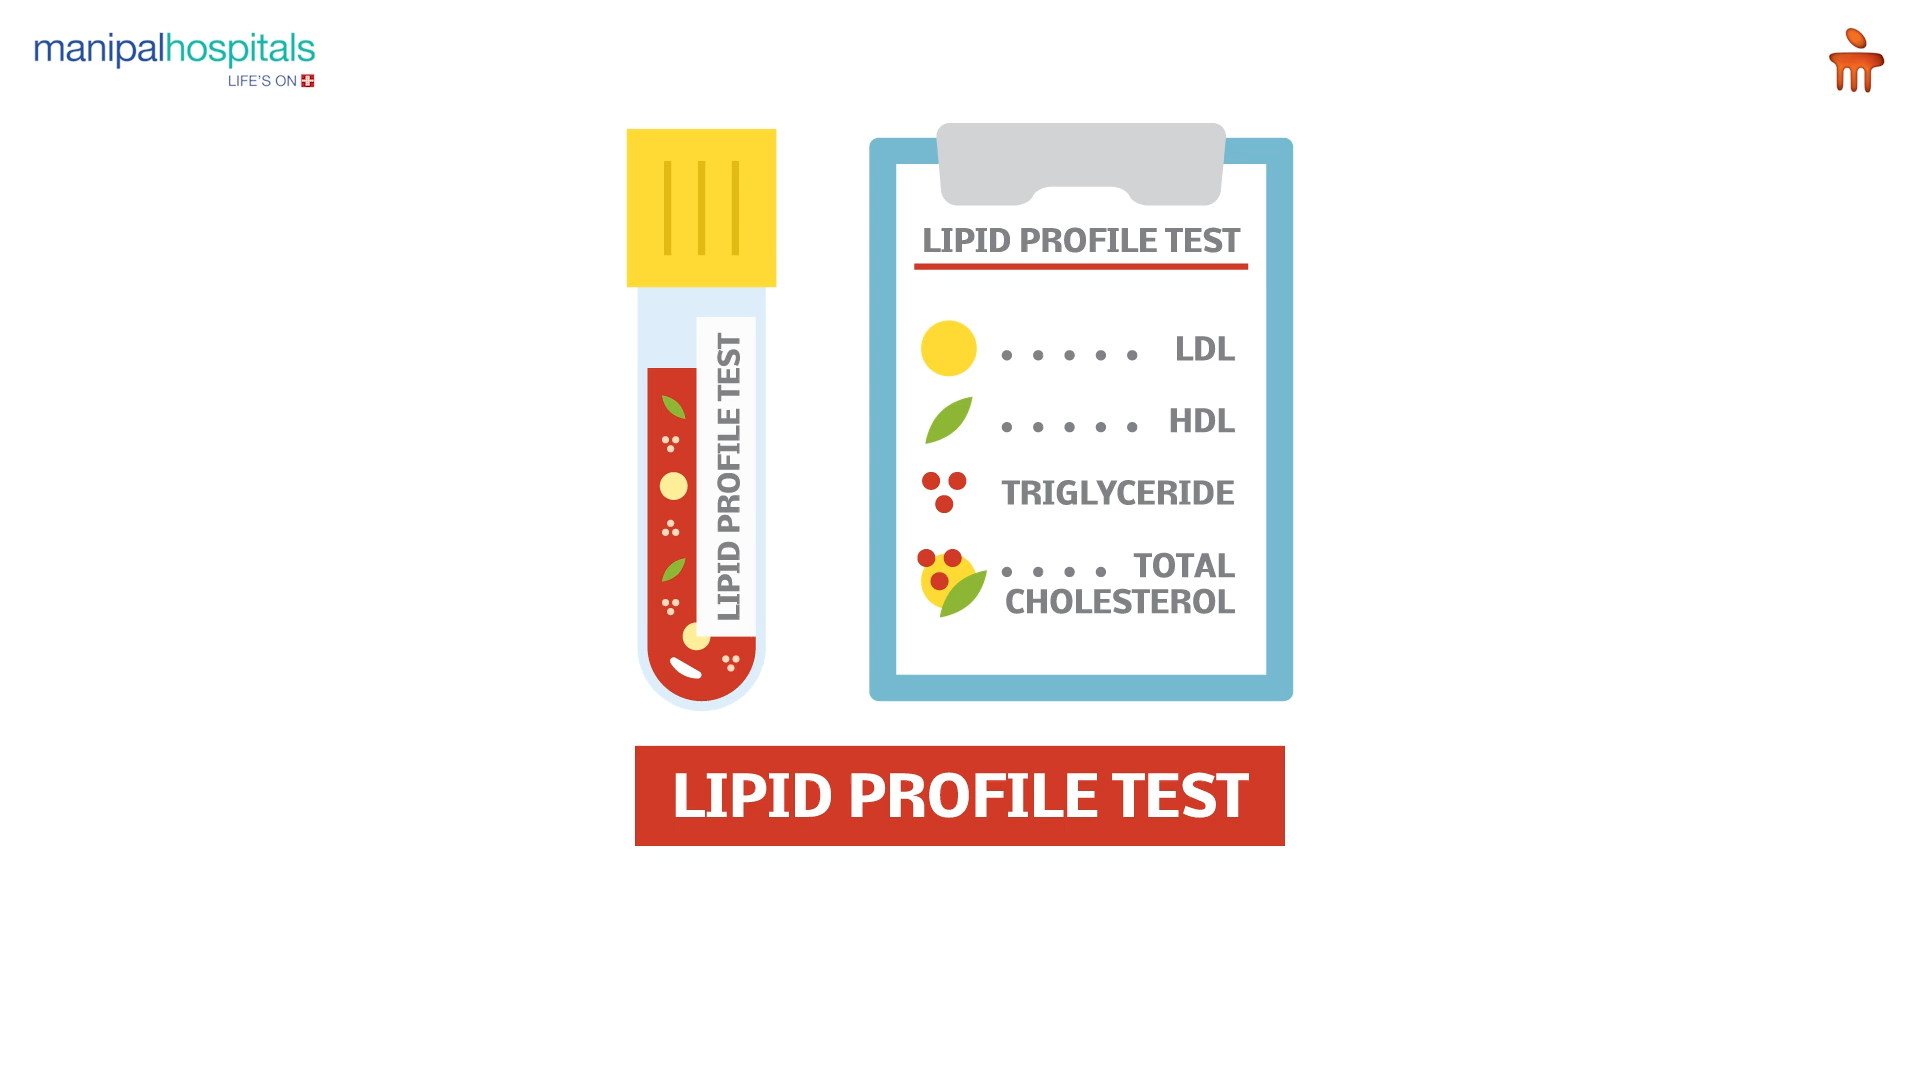 manipalhospitals
LIFE'S ON
LIPID PROFILE TEST
LIPID PROFILE TEST
LDL
HDL
TRIGLYCERIDE
TOTAL
CHOLESTEROL
LIPID PROFILE TEST